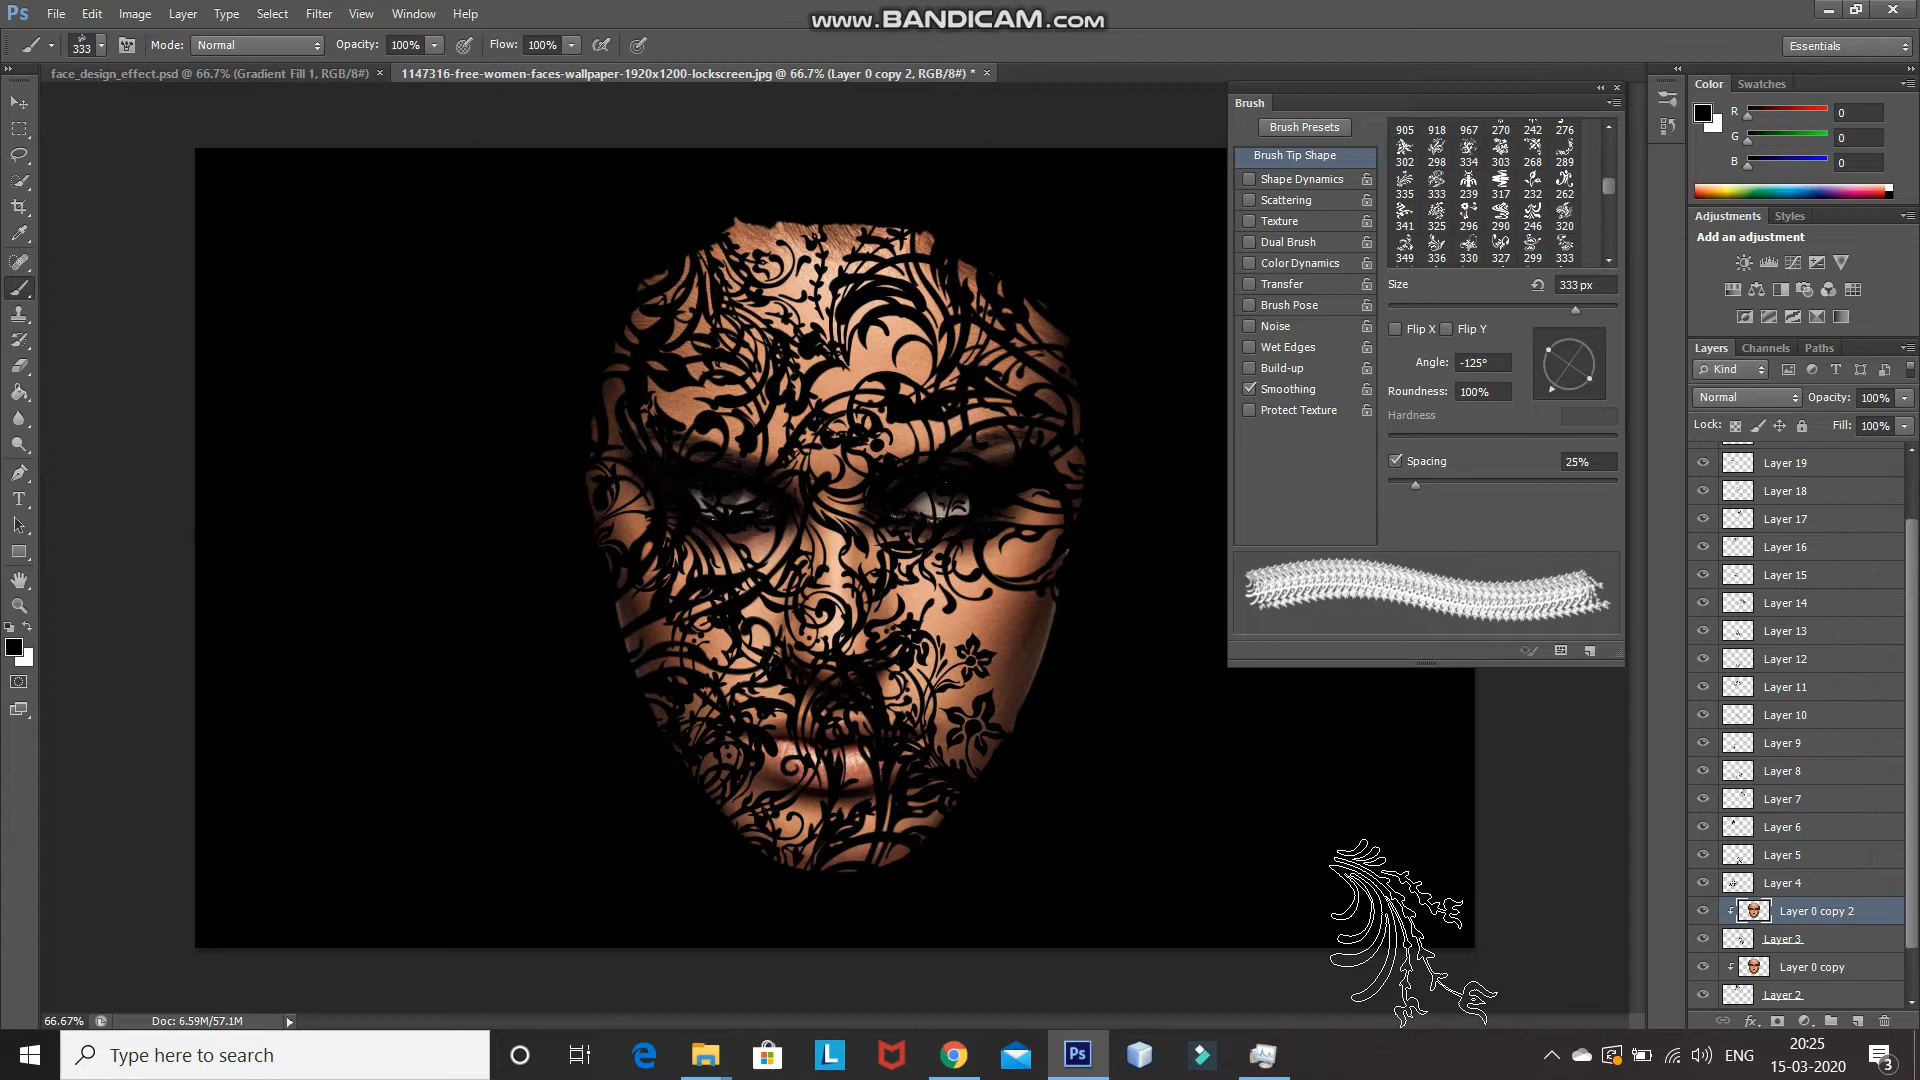 Ps File Edit Image Layer Type Select Filter View Window Help
www.BANDICAM.com
333 Mode: Normal Opacity: 100% Flow: 100% Essentials
face_design_effect.psd @ 66.7% (Gradient Fill 1, RGB/8#) ×
1147316-free-women-faces-wallpaper-1920x1200-lockscreen.jpg @ 66.7% (Layer 0 copy 2, RGB/8#) * ×
Brush
Brush Presets
Brush Tip Shape
Shape Dynamics
Scattering
Texture
Dual Brush
Color Dynamics
Transfer
Brush Pose
Noise
Wet Edges
Build-up
Smoothing
Protect Texture
905 918 967 270 242 276
302 298 334 303 268 289
335 333 239 317 232 262
341 325 296 290 246 320
349 336 330 327 299 333
Size 333 px
Flip X Flip Y
Angle: -125°
Roundness: 100%
Hardness
Spacing 25%
Color Swatches
R 0
G 0
B 0
Adjustments Styles
Add an adjustment
Layers Channels Paths
Kind
Normal Opacity: 100%
Lock: Fill: 100%
Layer 19
Layer 18
Layer 17
Layer 16
Layer 15
Layer 14
Layer 13
Layer 12
Layer 11
Layer 10
Layer 9
Layer 8
Layer 7
Layer 6
Layer 5
Layer 4
Layer 0 copy 2
Layer 3
Layer 0 copy
Layer 2
fx
66.67% Doc: 6.59M/57.1M
Type here to search
L
Ps
ENG
20:25
15-03-2020
3